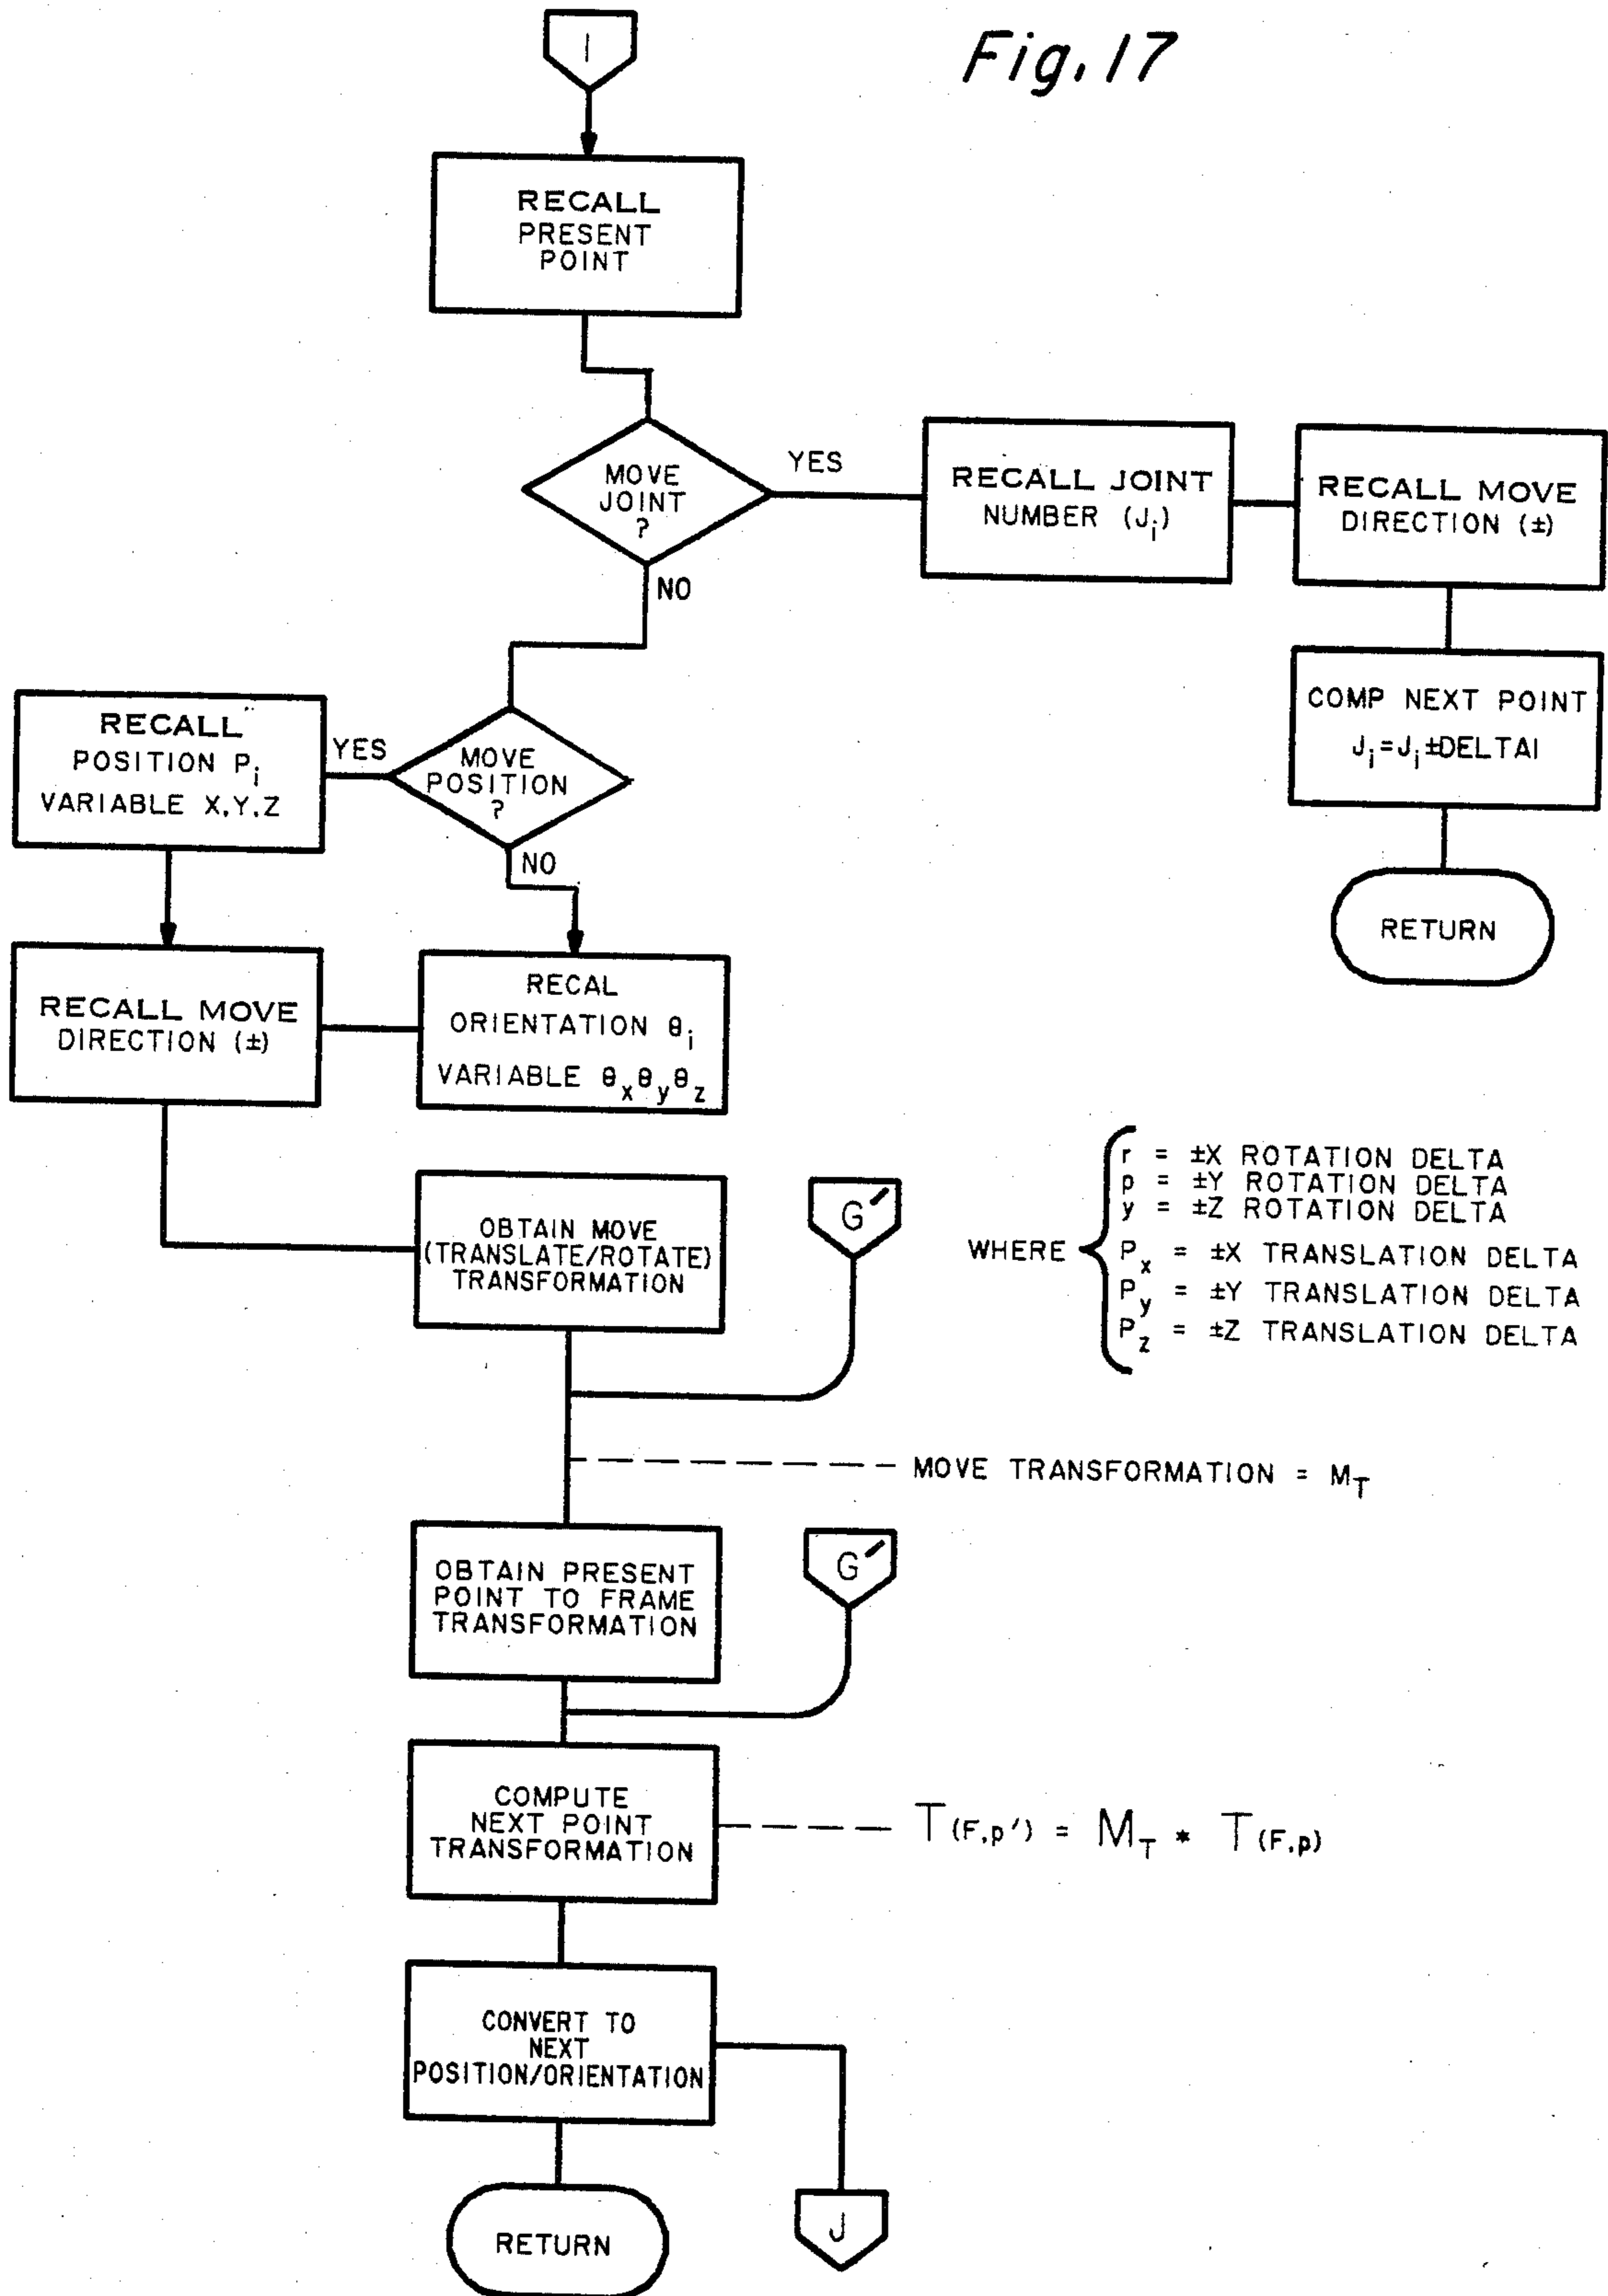 Fig. 17
I
RECALL
PRESENT
POINT
MOVE
JOINT
?
YES
NO
RECALL JOINT
NUMBER (Ji)
RECALL MOVE
DIRECTION (±)
COMP NEXT POINT
Ji=Ji±DELTAI
RETURN
MOVE
POSITION
?
YES
NO
RECALL
POSITION Pi
VARIABLE X,Y,Z
RECALL MOVE
DIRECTION (±)
RECAL
ORIENTATION θi
VARIABLE θxθyθz
OBTAIN MOVE
(TRANSLATE/ROTATE)
TRANSFORMATION
G′
WHERE
r = ±X ROTATION DELTA
p = ±Y ROTATION DELTA
y = ±Z ROTATION DELTA
Px = ±X TRANSLATION DELTA
Py = ±Y TRANSLATION DELTA
Pz = ±Z TRANSLATION DELTA
MOVE TRANSFORMATION = MT
OBTAIN PRESENT
POINT TO FRAME
TRANSFORMATION
G′
COMPUTE
NEXT POINT
TRANSFORMATION
T(F,p′) = MT * T(F,p)
CONVERT TO
NEXT
POSITION/ORIENTATION
RETURN
J